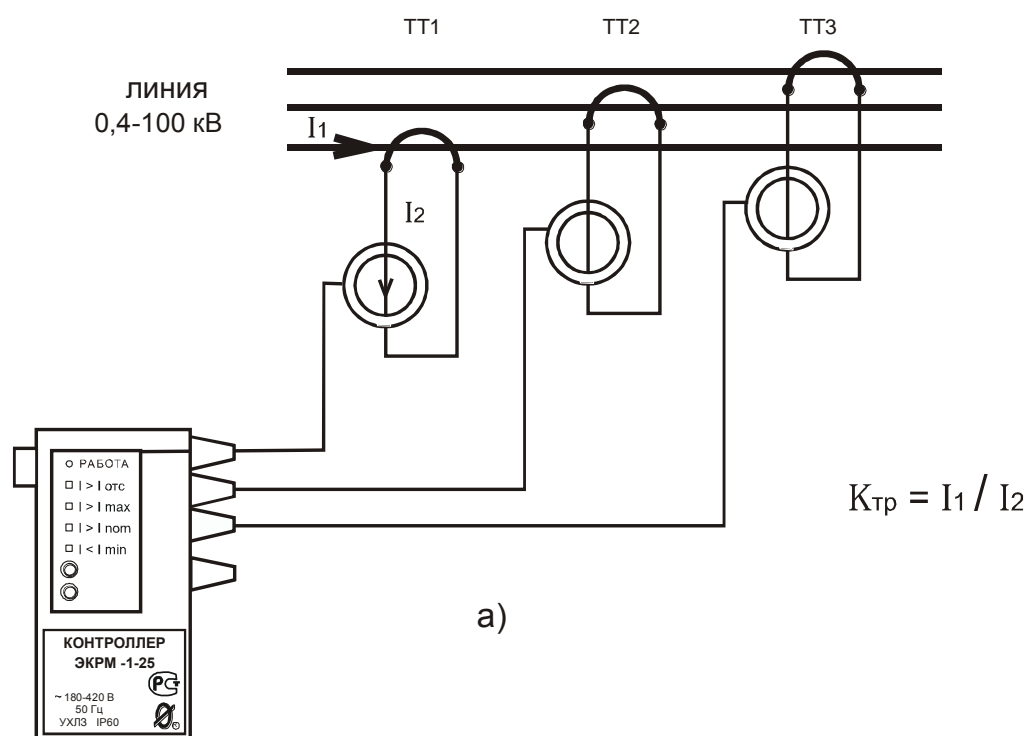 ТТ1 ТТ2 ТТ3
ЛИНИЯ
0,4-100 кВ
I1
I2
РАБОТА
I > I отс
I > I max
I > I nom
I < I min
Kтр = I1 / I2
а)
КОНТРОЛЛЕР
ЭКРМ -1-25
РС
~ 180-420 В
50 Гц
УХЛ3 IP60